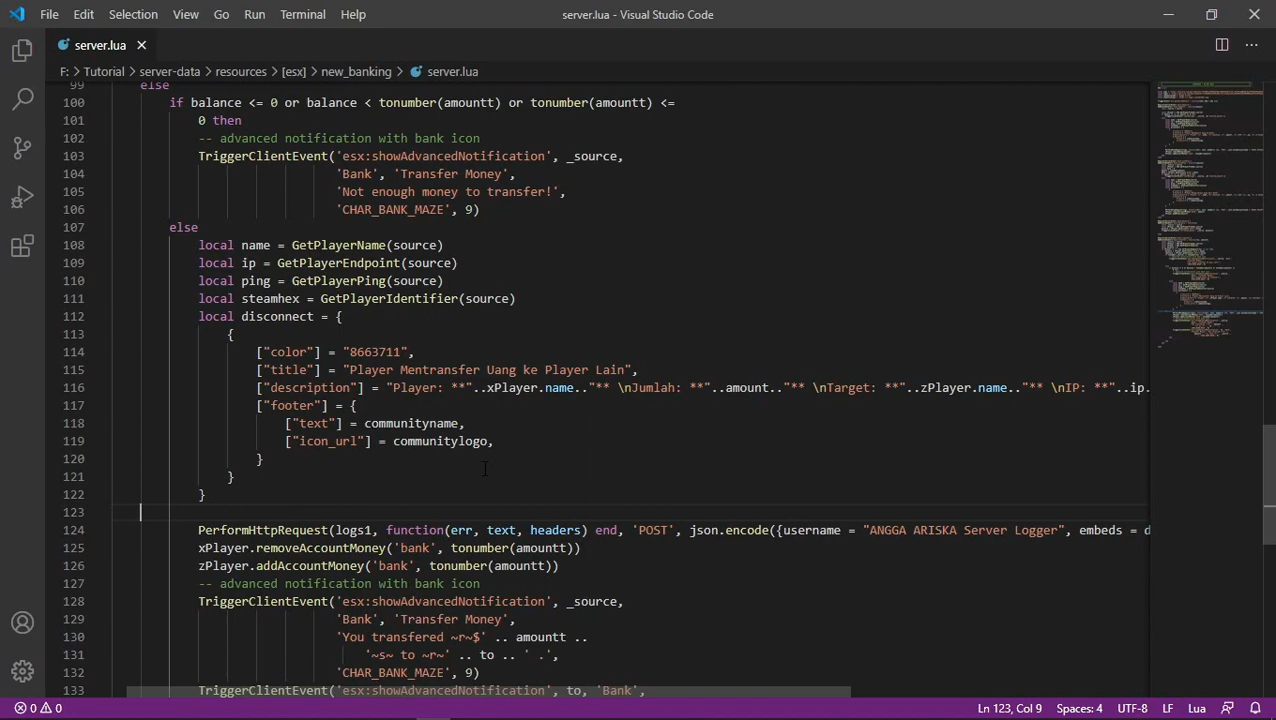 File Edit Selection View Go Run Terminal Help server.lua - Visual Studio Code
server.lua
F: > Tutorial > server-data > resources > [esx] > new_banking > server.lua
99 else
100 if balance <= 0 or balance < tonumber(amountt) or tonumber(amountt) <=
101 0 then
102 -- advanced notification with bank icon
103 TriggerClientEvent('esx:showAdvancedNotification', _source,
104 'Bank', 'Transfer Money',
105 'Not enough money to transfer!',
106 'CHAR_BANK_MAZE', 9)
107 else
108 local name = GetPlayerName(source)
109 local ip = GetPlayerEndpoint(source)
110 local ping = GetPlayerPing(source)
111 local steamhex = GetPlayerIdentifier(source)
112 local disconnect = {
113 {
114 ["color"] = "8663711",
115 ["title"] = "Player Mentransfer Uang ke Player Lain",
116 ["description"] = "Player: **"..xPlayer.name.."** \nJumlah: **"..amount.."** \nTarget: **"..zPlayer.name.."** \nIP: **"..ip.
117 ["footer"] = {
118 ["text"] = communityname,
119 ["icon_url"] = communitylogo,
120 }
121 }
122 }
123
124 PerformHttpRequest(logs1, function(err, text, headers) end, 'POST', json.encode({username = "ANGGA ARISKA Server Logger", embeds = d
125 xPlayer.removeAccountMoney('bank', tonumber(amountt))
126 zPlayer.addAccountMoney('bank', tonumber(amountt))
127 -- advanced notification with bank icon
128 TriggerClientEvent('esx:showAdvancedNotification', _source,
129 'Bank', 'Transfer Money',
130 'You transfered ~r~$' .. amountt ..
131 '~s~ to ~r~' .. to .. ' .',
132 'CHAR_BANK_MAZE', 9)
133 TriggerClientEvent('esx:showAdvancedNotification', to, 'Bank',
0 0 Ln 123, Col 9 Spaces: 4 UTF-8 LF Lua